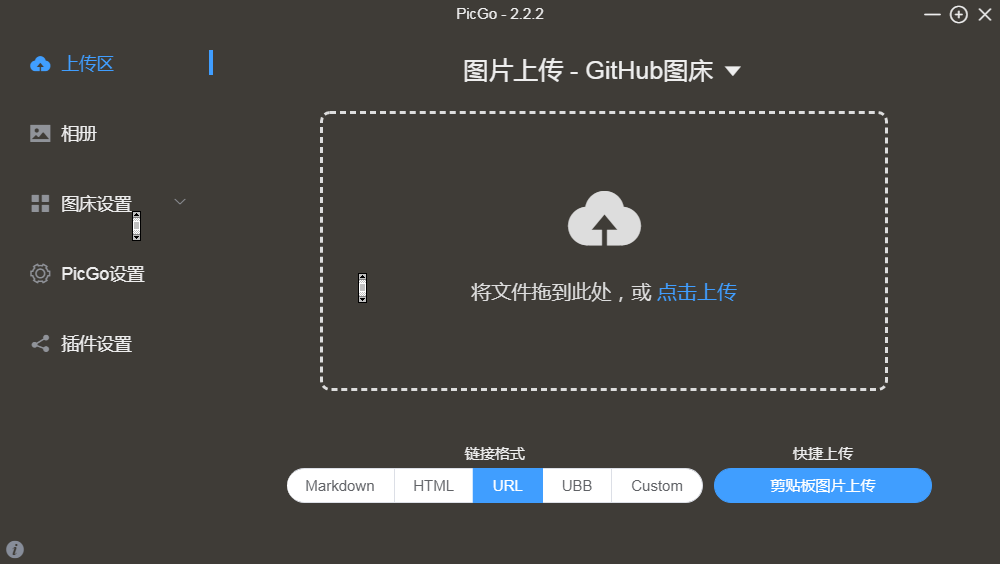 PicGo - 2.2.2
上传区
相册
图床设置
PicGo设置
插件设置
图片上传 - GitHub图床
将文件拖到此处，或 点击上传
链接格式
Markdown HTML URL UBB Custom
快捷上传
剪贴板图片上传
i